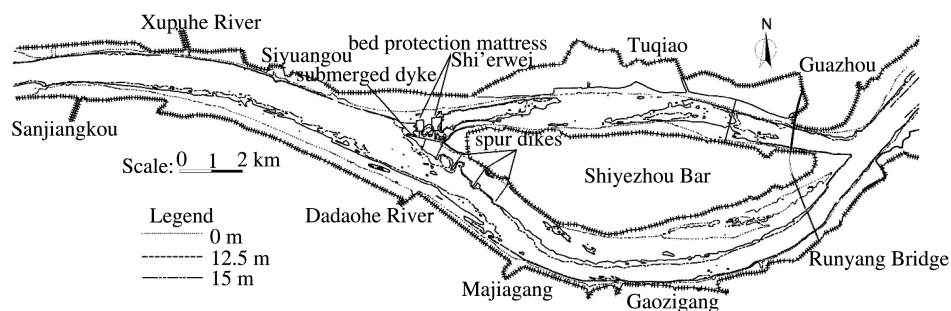 Xupuhe River
Siyuangou
bed protection mattress
Shi'erwei
submerged dyke
Tuqiao
N
Guazhou
Sanjiangkou
Scale: 0 1 2 km
spur dikes
Shiyezhou Bar
Dadaohe River
Legend
0 m
12.5 m
15 m
Runyang Bridge
Majiagang
Gaozigang